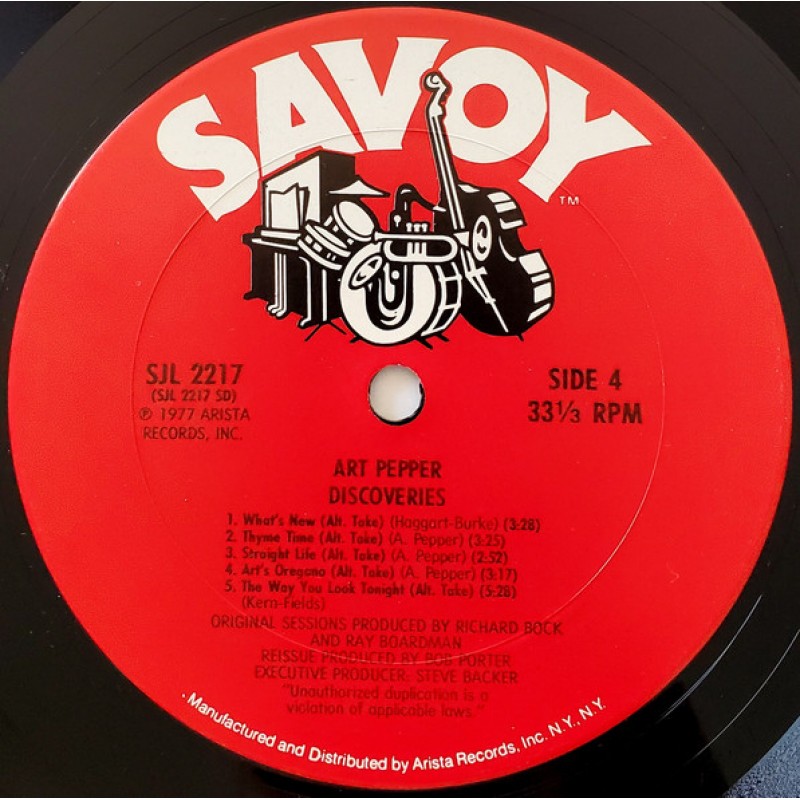 SAVOY
TM
SJL 2217
(SJL 2217 SD)
℗ 1977 ARISTA
RECORDS, INC.
SIDE 4
33⅓ RPM
ART PEPPER
DISCOVERIES
1. What's New (Alt. Take) (Haggart-Burke) (3:28)
2. Thyme Time (Alt. Take) (A. Pepper) (3:25)
3. Straight Life (Alt. Take) (A. Pepper) (2:52)
4. Art's Oregano (Alt. Take) (A. Pepper) (3:17)
5. The Way You Look Tonight (Alt. Take) (5:28)
(Kern-Fields)
ORIGINAL SESSIONS PRODUCED BY RICHARD BOCK
AND RAY BOARDMAN
REISSUE PRODUCED BY BOB PORTER
EXECUTIVE PRODUCER: STEVE BACKER
"Unauthorized duplication is a
violation of applicable laws."
Manufactured and Distributed by Arista Records, Inc. N.Y., N.Y.